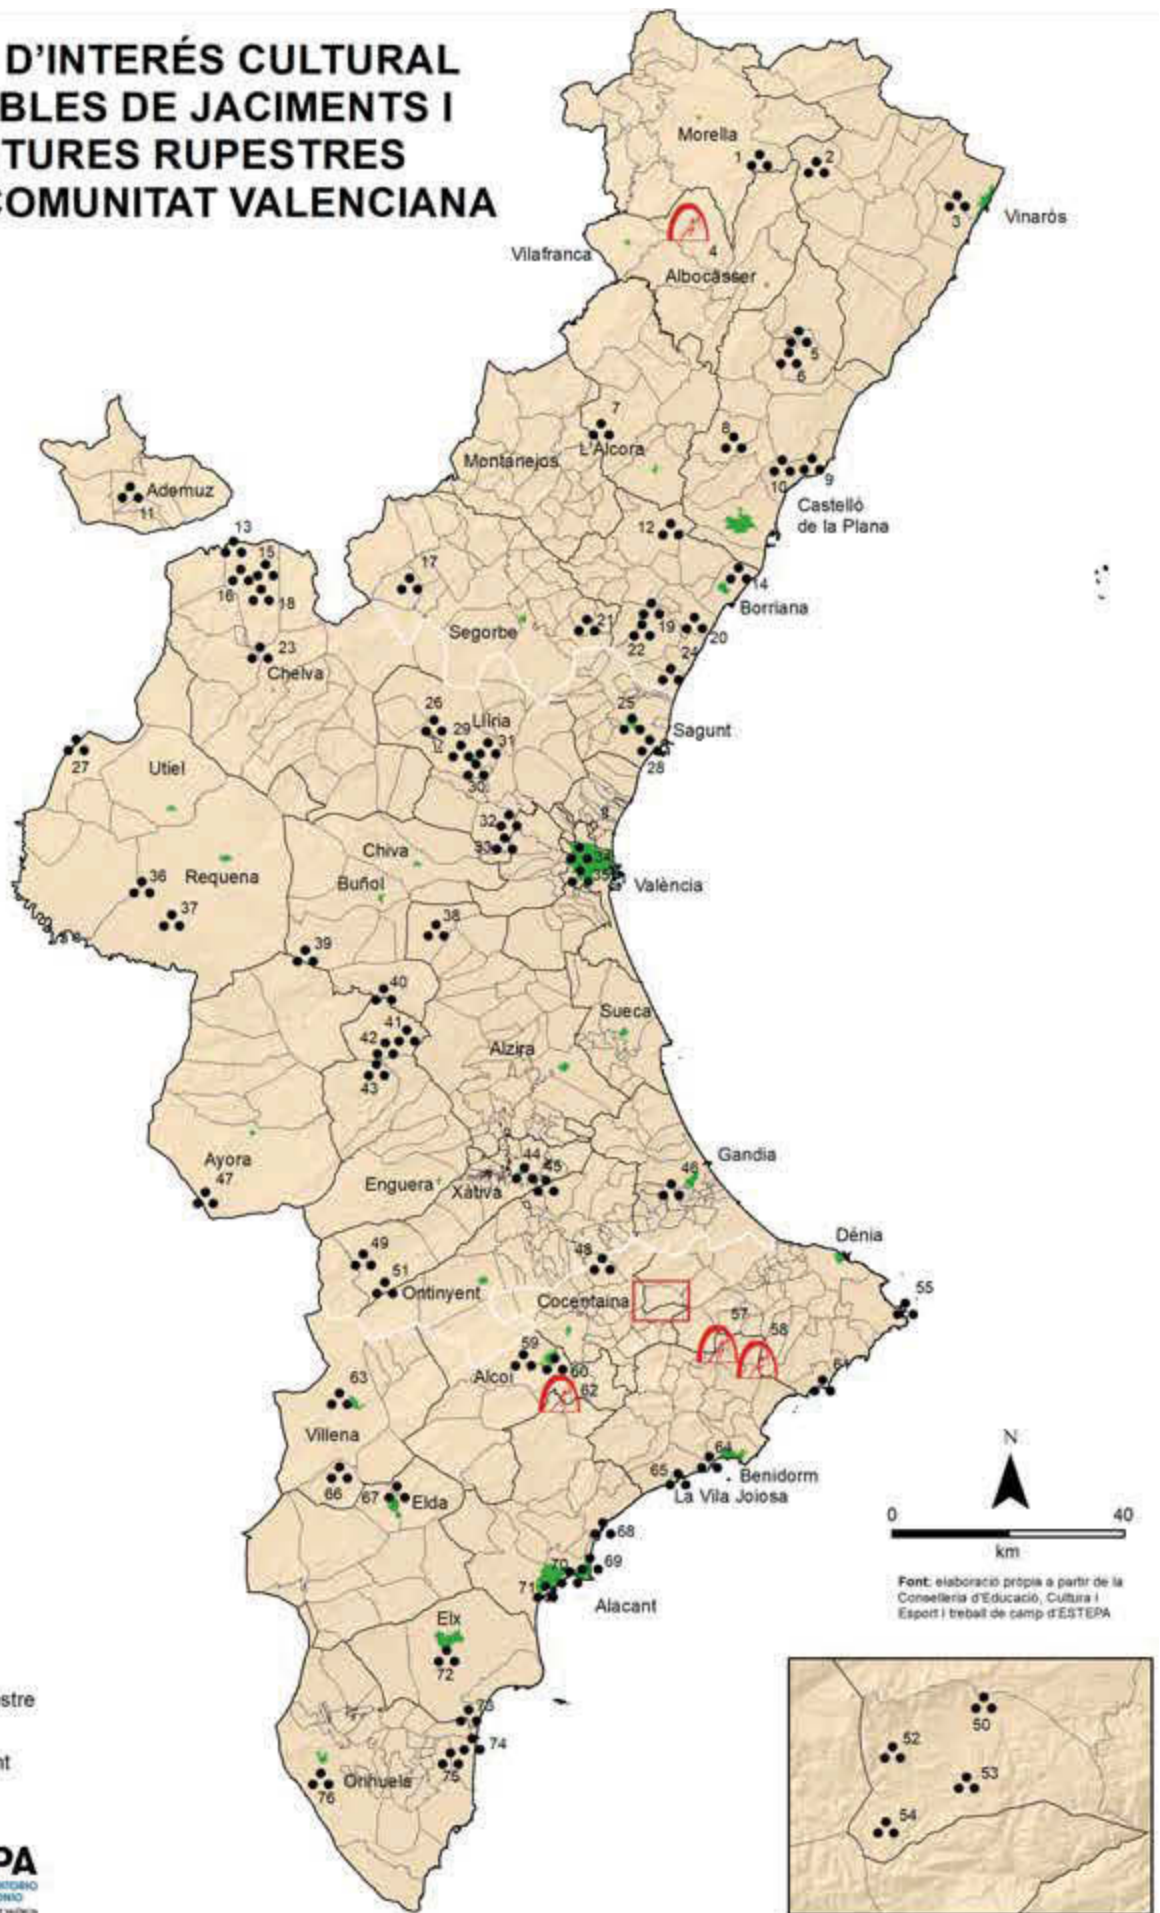 D'INTERÉS CULTURAL
BLES DE JACIMENTS I
TURES RUPESTRES
COMUNITAT VALENCIANA
Morella
1
2
3
Vinaròs
Vilafranca
4
Albocàsser
5
6
7
L'Alcora
8
Montanejos
9
10
Ademuz
11
Castelló
de la Plana
12
13
15
14
16
17
18
Borriana
Segorbe
21
19
20
22
23
24
Chelva
25
26
Llíria
29
31
Sagunt
27
28
Utiel
30
32
33
Chiva
34
35
36
Requena
Buñol
València
37
38
39
40
Sueca
41
42
Alzira
43
Ayora
44
45
46
Gandia
47
Enguera
Xàtiva
Dénia
49
48
51
Ontinyent
Cocentaina
55
57
58
59
60
61
Alcoi
62
63
Villena
64
Benidorm
65
La Vila Joiosa
66
67
Elda
68
69
70
71
Alacant
Elx
72
73
74
75
Orihuela
76
N
0
40
km
Font: elaboració pròpia a partir de la
Conselleria d'Educació, Cultura i
Esport i treball de camp d'ESTEPA
50
52
53
54
stre
nt
PA